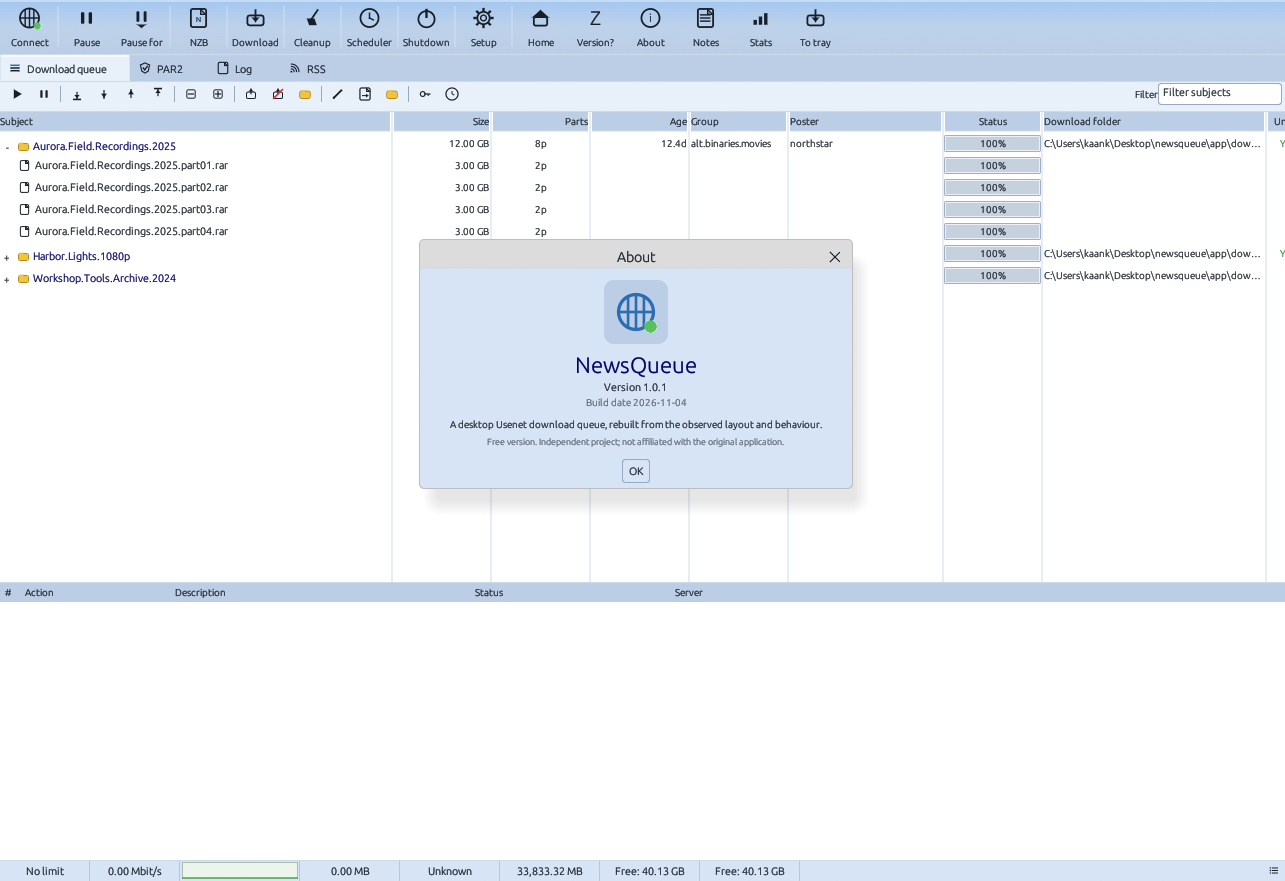 Connect Pause Pause for NZB Download Cleanup Scheduler Shutdown Setup Home Version? About Notes Stats To tray
Download queue PAR2 Log RSS
Filter Filter subjects
Subject Size Parts Age Group Poster Status Download folder Un
- Aurora.Field.Recordings.2025 12.00 GB 8p 12.4d alt.binaries.movies northstar 100% C:\Users\kaank\Desktop\newsqueue\app\dow... Y
Aurora.Field.Recordings.2025.part01.rar 3.00 GB 2p 100%
Aurora.Field.Recordings.2025.part02.rar 3.00 GB 2p 100%
Aurora.Field.Recordings.2025.part03.rar 3.00 GB 2p 100%
Aurora.Field.Recordings.2025.part04.rar 3.00 GB 2p 100%
+ Harbor.Lights.1080p 100% C:\Users\kaank\Desktop\newsqueue\app\dow... Y
+ Workshop.Tools.Archive.2024 100% C:\Users\kaank\Desktop\newsqueue\app\dow...
About
NewsQueue
Version 1.0.1
Build date 2026-11-04
A desktop Usenet download queue, rebuilt from the observed layout and behaviour.
Free version. Independent project; not affiliated with the original application.
OK
# Action Description Status Server
No limit 0.00 Mbit/s 0.00 MB Unknown 33,833.32 MB Free: 40.13 GB Free: 40.13 GB